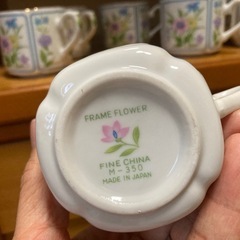 FRAME FLOWER
FINE CHINA
M-350
MADE IN JAPAN